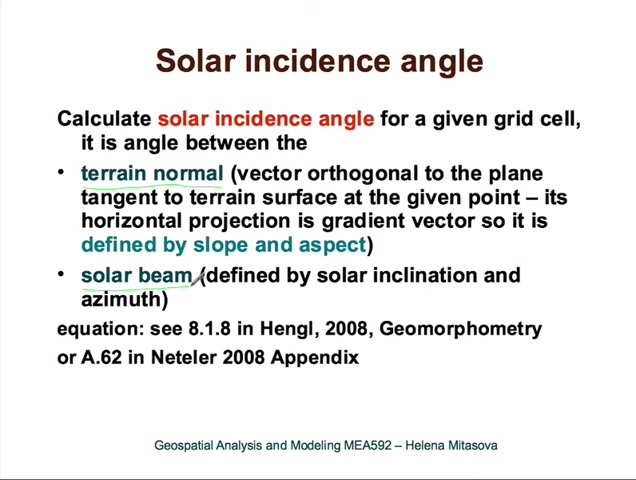 Solar incidence angle
Calculate solar incidence angle for a given grid cell,
it is angle between the
• terrain normal (vector orthogonal to the plane
tangent to terrain surface at the given point – its
horizontal projection is gradient vector so it is
defined by slope and aspect)
• solar beam (defined by solar inclination and
azimuth)
equation: see 8.1.8 in Hengl, 2008, Geomorphometry
or A.62 in Neteler 2008 Appendix
Geospatial Analysis and Modeling MEA592 – Helena Mitasova